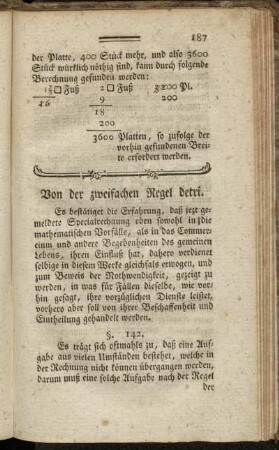 187
der Platte, 400 Stück mehr, und also 3600
Stück würklich nöthig sind, kann durch folgende
Berechnung gefunden werden:
□ Fuß 2 □ Fuß Pl.
16 9 200
18
200
3600 Platten, so zufolge der
vorhin gefundenen Brei-
te erfordert werden.
Von der zweifachen Regel detri.
Es bestätiget die Erfahrung, daß jezt ge-
meldete Specialrechnung eben sowohl in die
mathematischen Vorfälle, als in das Commer-
cium und andere Begebenheiten des gemeinen
Lebens, ihren Einfluß hat, dahero verdienet
selbige in diesem Werke gleichfals erwogen, und
zum Beweis der Nothwendigkeit, gezeigt zu
werden, in was für Fällen dieselbe, wie vor-
hin gesagt, ihre vorzüglichen Dienste leistet,
vorhero aber soll von ihrer Beschaffenheit und
Eintheilung gehandelt werden.
§. 142.
Es trägt sich oftmahls zu, daß eine Auf-
gabe aus vielen Umständen bestehet, welche in
der Rechnung nicht können übergangen werden,
darum muß eine solche Aufgabe nach der Regel
der